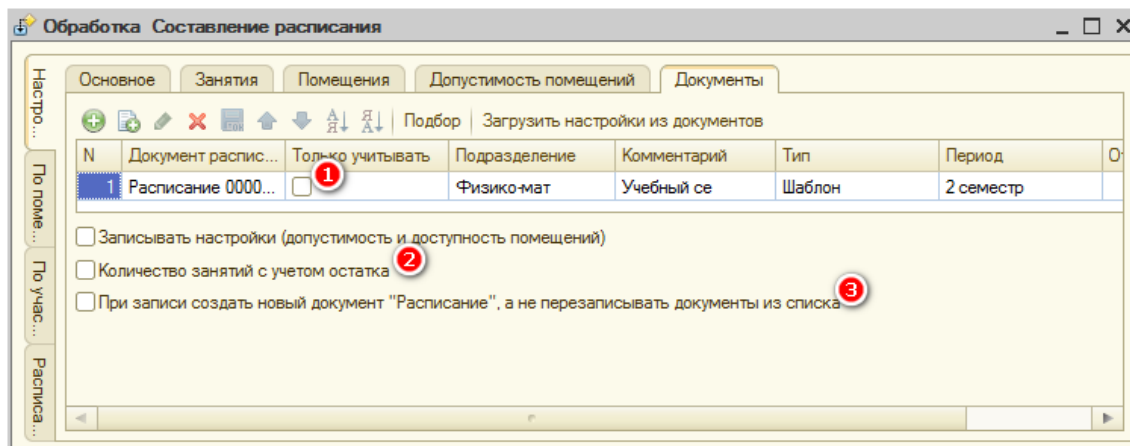 Обработка Составление расписания
Настро...
По поме...
По учас...
Расписа...
Основное Занятия Помещения Допустимость помещений Документы
Подбор Загрузить настройки из документов
N Документ распис... Только учитывать Подразделение Комментарий Тип Период От
1 Расписание 0000... 1 Физико-мат Учебный се Шаблон 2 семестр
Записывать настройки (допустимость и доступность помещений)
Количество занятий с учетом остатка 2
При записи создать новый документ "Расписание", а не перезаписывать документы из списка 3